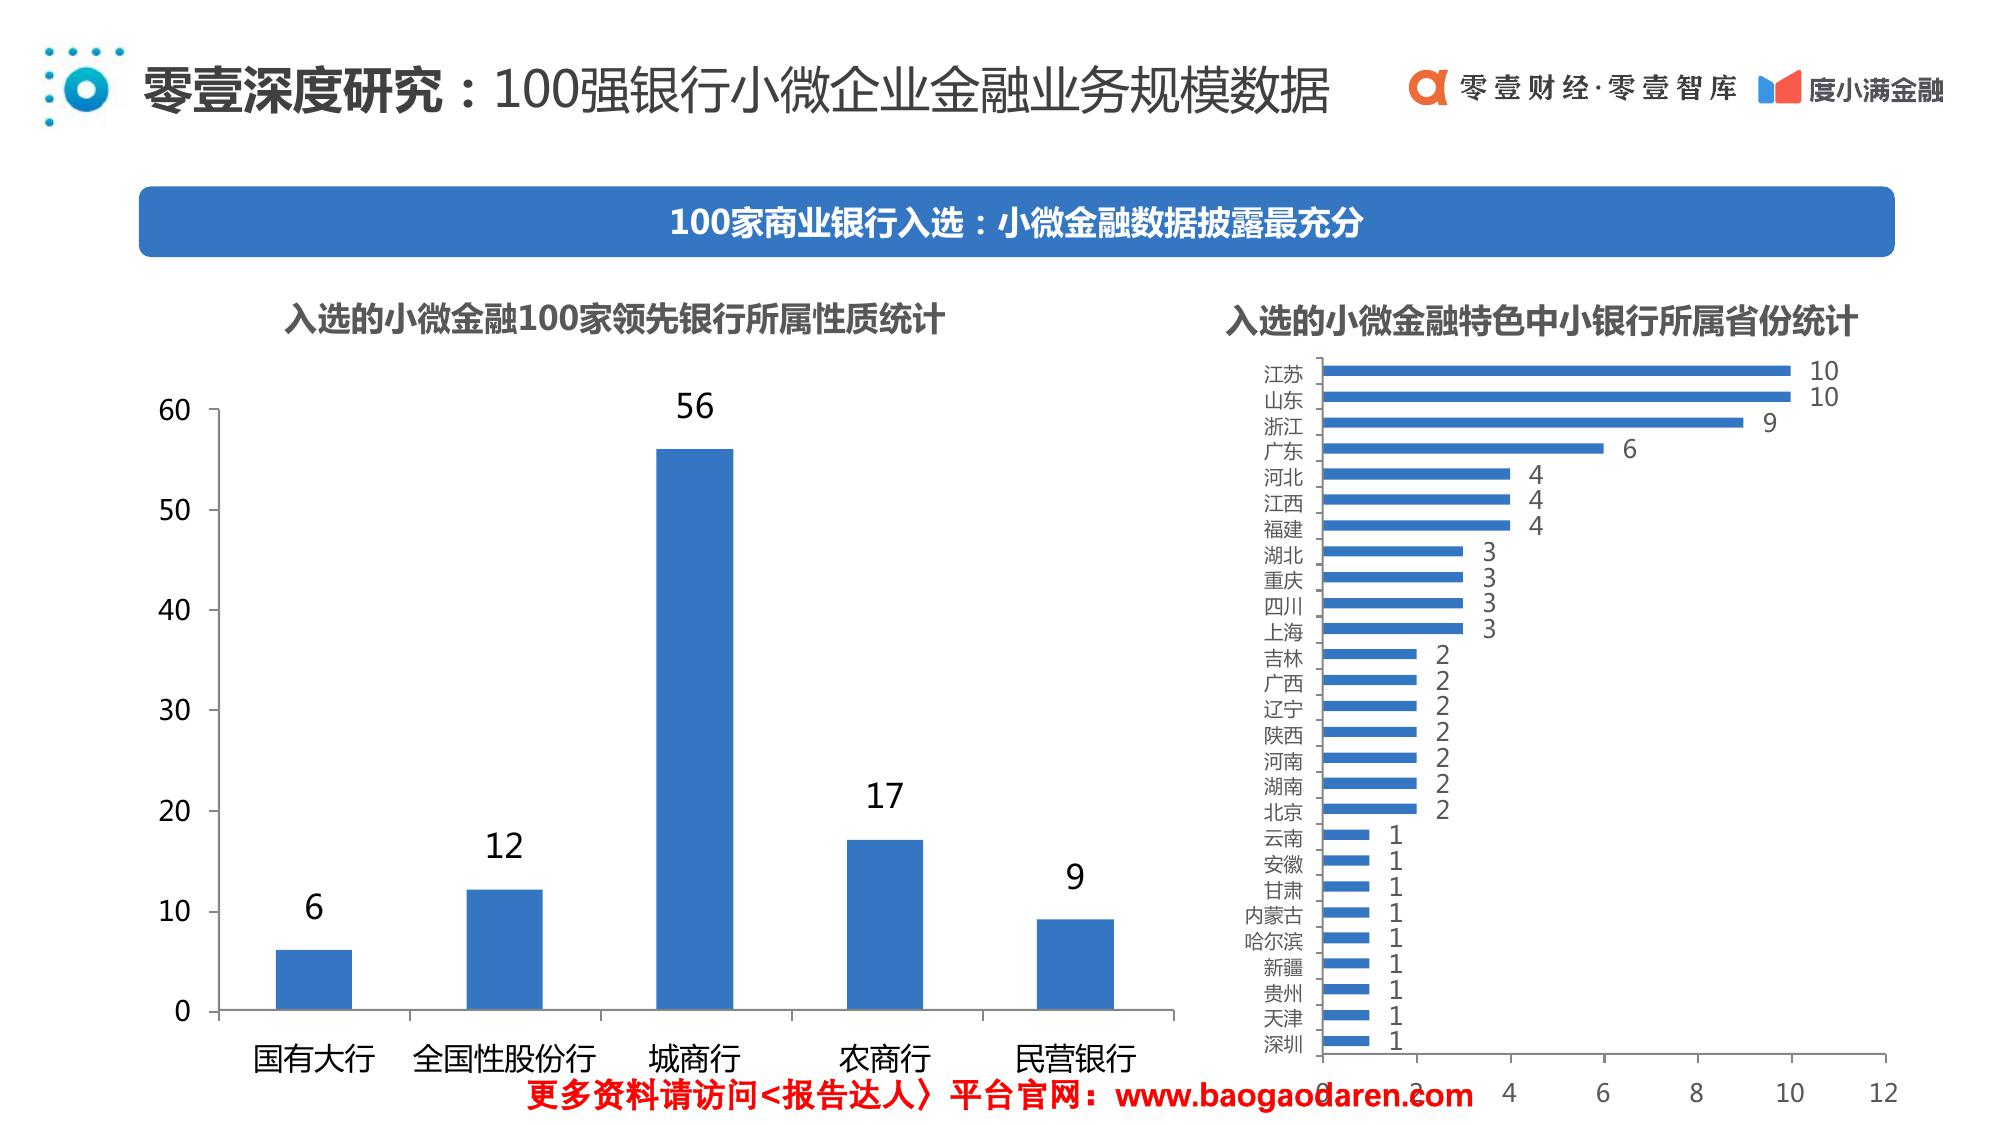 零壹深度研究：100强银行小微企业金融业务规模数据
零壹财经·零壹智库
度小满金融
100家商业银行入选：小微金融数据披露最充分
入选的小微金融100家领先银行所属性质统计
60
50
40
30
20
10
0
6
12
56
17
9
国有大行
全国性股份行
城商行
农商行
民营银行
入选的小微金融特色中小银行所属省份统计
江苏 10
山东 10
浙江 9
广东 6
河北 4
江西 4
福建 4
湖北 3
重庆 3
四川 3
上海 3
吉林 2
广西 2
辽宁 2
陕西 2
河南 2
湖南 2
北京 2
云南 1
安徽 1
甘肃 1
内蒙古 1
哈尔滨 1
新疆 1
贵州 1
天津 1
深圳 1
0 2 4 6 8 10 12
更多资料请访问<报告达人〉平台官网：www.baogaodaren.com